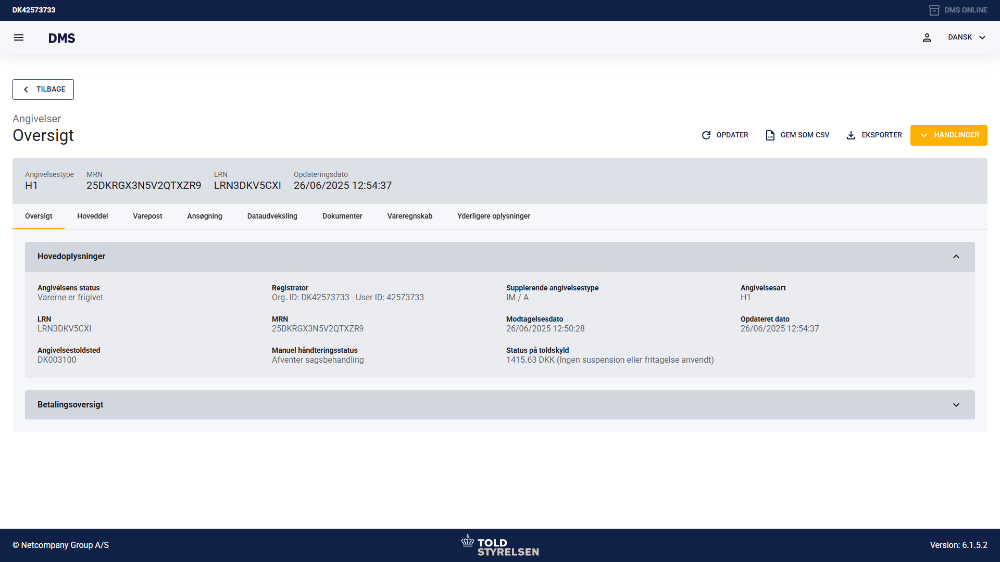 DK42573733
DMS ONLINE
DMS
DANSK
TILBAGE
Angivelser
Oversigt
OPDATER
GEM SOM CSV
EKSPORTER
HANDLINGER
Angivelsestype MRN LRN Opdateringsdato
H1 25DKRGX3N5V2QTXZR9 LRN3DKV5CXI 26/06/2025 12:54:37
Oversigt Hoveddel Varepost Ansøgning Dataudveksling Dokumenter Vareregnskab Yderligere oplysninger
Hovedoplysninger
Angivelsens status Registrator Supplerende angivelsestype Angivelsesart
Varerne er frigivet Org. ID: DK42573733 - User ID: 42573733 IM / A H1
LRN MRN Modtagelsesdato Opdateret dato
LRN3DKV5CXI 25DKRGX3N5V2QTXZR9 26/06/2025 12:50:28 26/06/2025 12:54:37
Angivelsestoldsted Manuel håndteringsstatus Status på toldskyld
DK003100 Afventer sagsbehandling 1415.63 DKK (Ingen suspension eller fritagelse anvendt)
Betalingsoversigt
© Netcompany Group A/S
TOLD
STYRELSEN
Version: 6.1.5.2